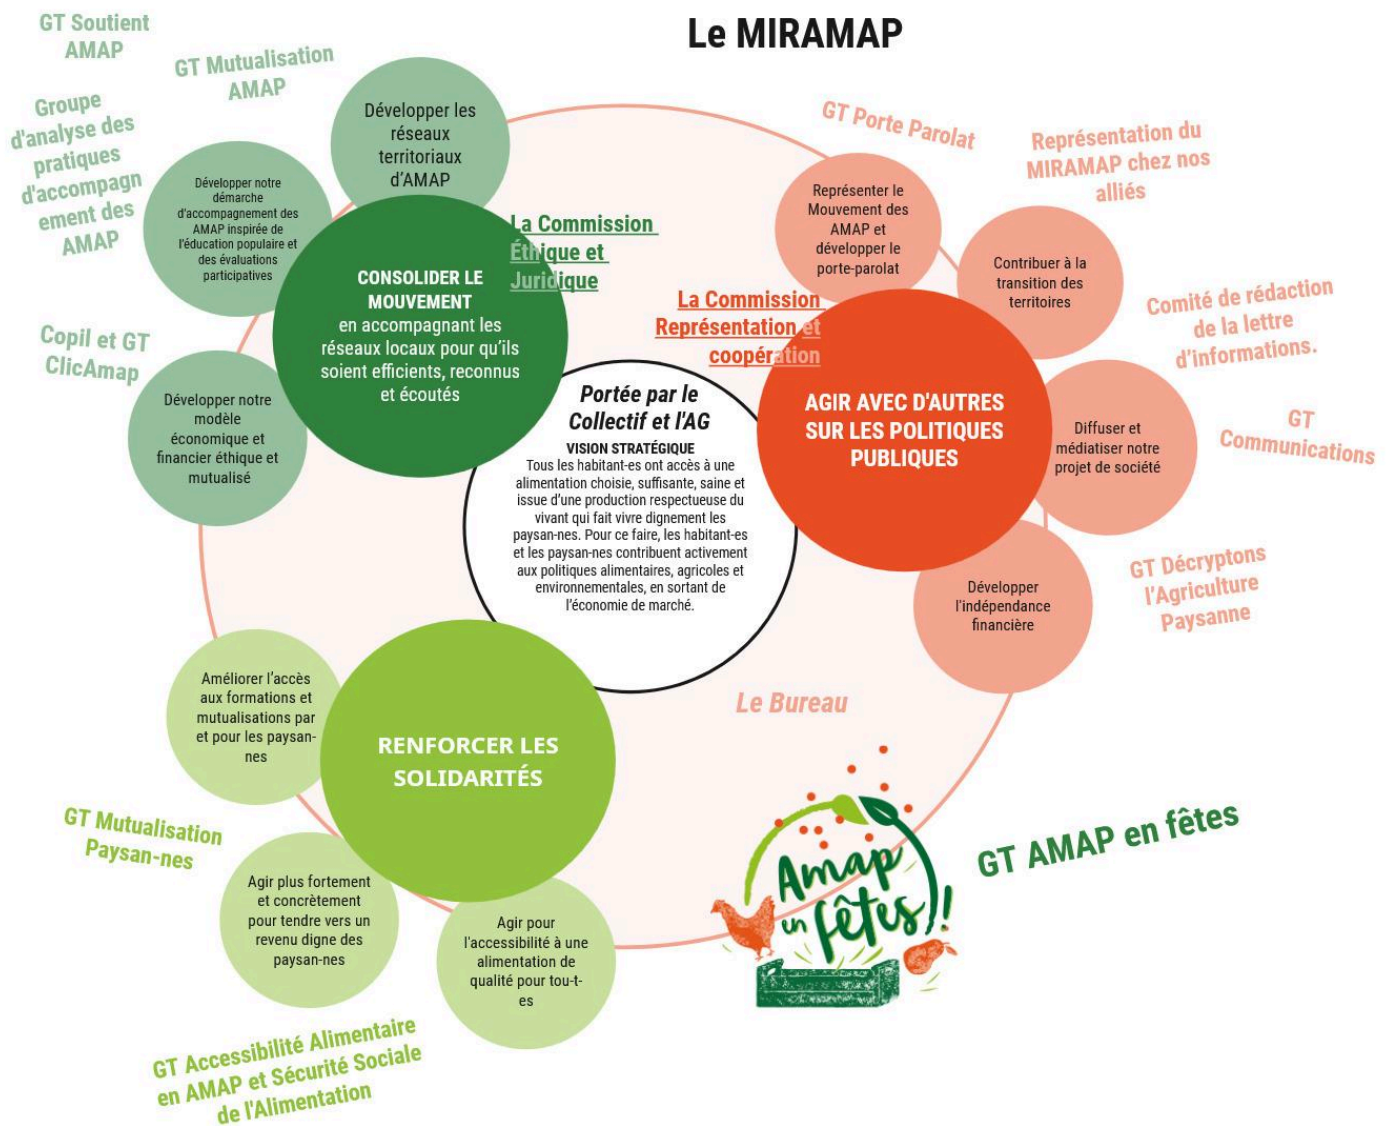 Le MIRAMAP
GT Soutient
AMAP
GT Mutualisation
AMAP
Groupe
d'analyse des
pratiques
d'accompagn
ement des
AMAP
Copil et GT
ClicAmap
Développer les
réseaux
territoriaux
d'AMAP
Développer notre
démarche
d'accompagnement des
AMAP inspirée de
l'éducation populaire et
des évaluations
participatives
Développer notre
modèle
économique et
financier éthique et
mutualisé
CONSOLIDER LE
MOUVEMENT
en accompagnant les
réseaux locaux pour qu'ils
soient efficients, reconnus
et écoutés
La Commission
Éthique et
Juridique
GT Porte Parolat
Représentation du
MIRAMAP chez nos
alliés
Comité de rédaction
de la lettre
d'informations.
GT
Communications
GT Décryptons
l'Agriculture
Paysanne
Représenter le
Mouvement des
AMAP et
développer le
porte-parolat
Contribuer à la
transition des
territoires
Diffuser et
médiatiser notre
projet de société
Développer
l'indépendance
financière
La Commission
Représentation et
coopération
AGIR AVEC D'AUTRES
SUR LES POLITIQUES
PUBLIQUES
Portée par le
Collectif et l'AG
VISION STRATÉGIQUE
Tous les habitant-es ont accès à une
alimentation choisie, suffisante, saine et
issue d'une production respectueuse du
vivant qui fait vivre dignement les
paysan-nes. Pour ce faire, les habitant-es
et les paysan-nes contribuent activement
aux politiques alimentaires, agricoles et
environnementales, en sortant de
l'économie de marché.
Le Bureau
Améliorer l'accès
aux formations et
mutualisations par
et pour les paysan-
nes
RENFORCER LES
SOLIDARITÉS
GT Mutualisation
Paysan-nes
Agir plus fortement
et concrètement
pour tendre vers un
revenu digne des
paysan-nes
Agir pour
l'accessibilité à une
alimentation de
qualité pour tou-t-
es
GT Accessibilité Alimentaire
en AMAP et Sécurité Sociale
de l'Alimentation
Amap
en fêtes !
GT AMAP en fêtes